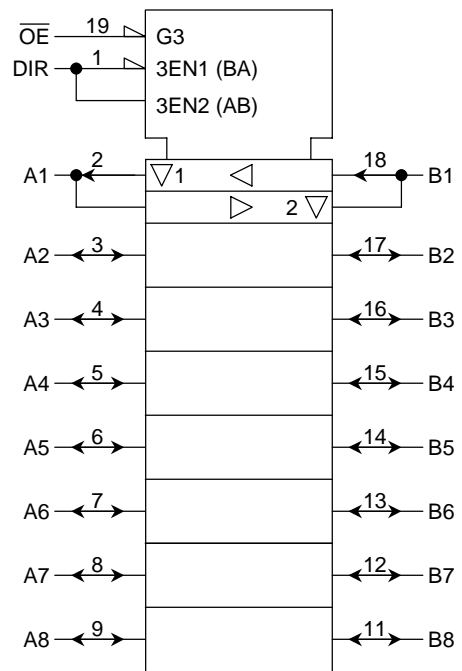 O͞E͞ 19 G3
DIR 1 3EN1 (BA)
3EN2 (AB)
A1 2 1 18 B1
2
A2 3 17 B2
A3 4 16 B3
A4 5 15 B4
A5 6 14 B5
A6 7 13 B6
A7 8 12 B7
A8 9 11 B8